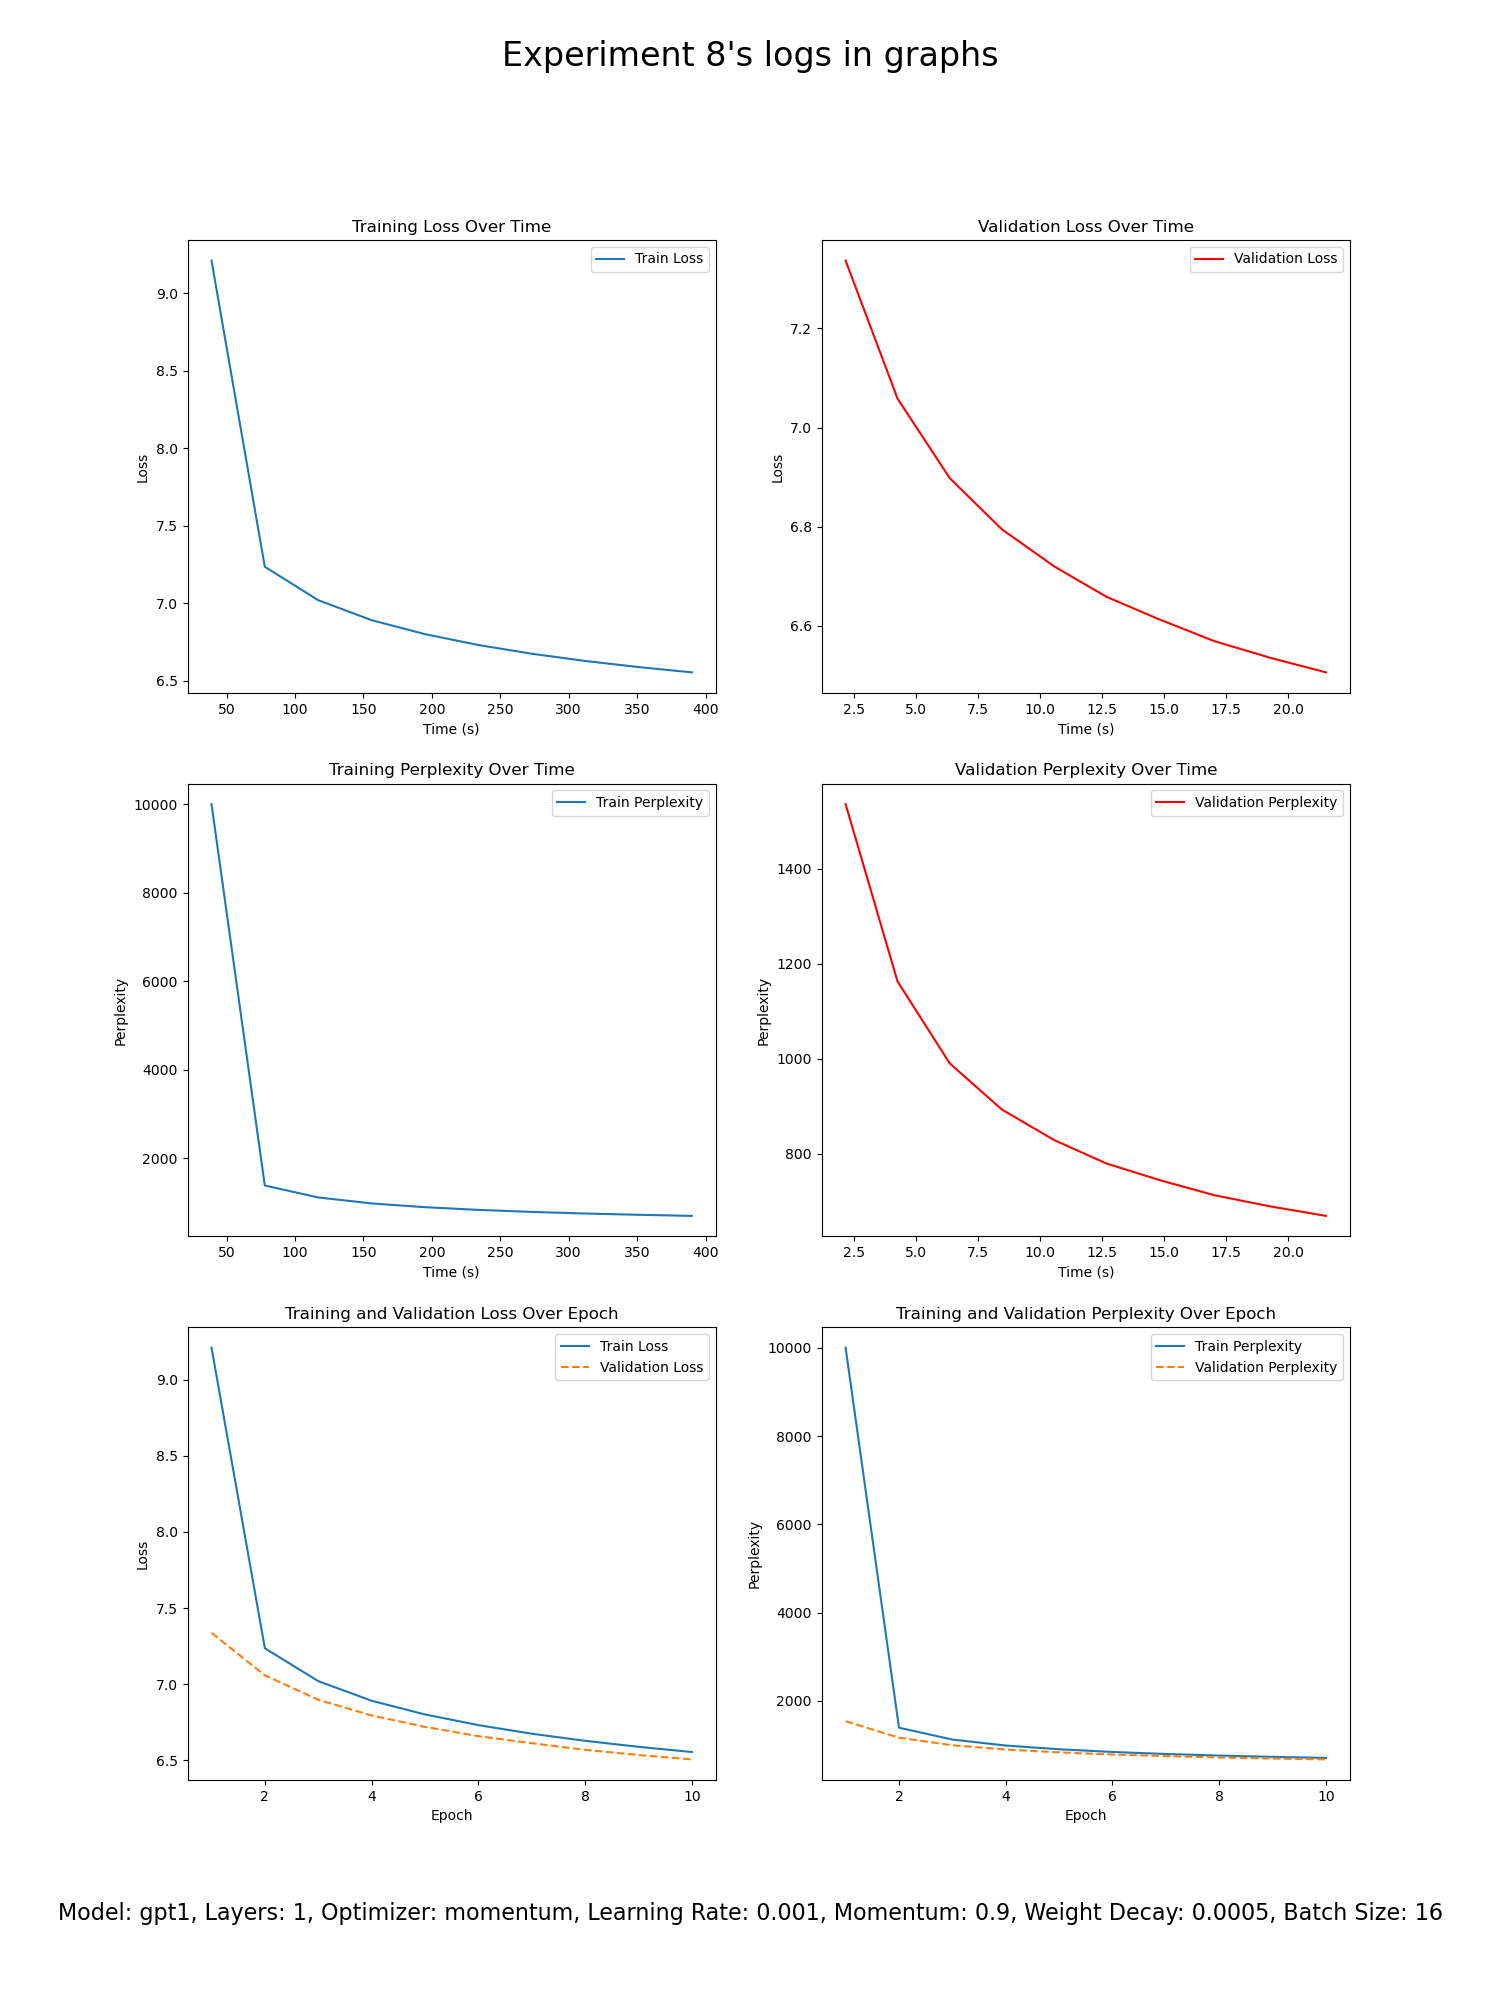 Experiment 8's logs in graphs
Training Loss Over Time
Train Loss
9.0
8.5
8.0
7.5
7.0
6.5
Loss
50 100 150 200 250 300 350 400
Time (s)
Validation Loss Over Time
Validation Loss
7.2
7.0
6.8
6.6
Loss
2.5 5.0 7.5 10.0 12.5 15.0 17.5 20.0
Time (s)
Training Perplexity Over Time
Train Perplexity
10000
8000
6000
4000
2000
Perplexity
50 100 150 200 250 300 350 400
Time (s)
Validation Perplexity Over Time
Validation Perplexity
1400
1200
1000
800
Perplexity
2.5 5.0 7.5 10.0 12.5 15.0 17.5 20.0
Time (s)
Training and Validation Loss Over Epoch
Train Loss
Validation Loss
9.0
8.5
8.0
7.5
7.0
6.5
Loss
2 4 6 8 10
Epoch
Training and Validation Perplexity Over Epoch
Train Perplexity
Validation Perplexity
10000
8000
6000
4000
2000
Perplexity
2 4 6 8 10
Epoch
Model: gpt1, Layers: 1, Optimizer: momentum, Learning Rate: 0.001, Momentum: 0.9, Weight Decay: 0.0005, Batch Size: 16